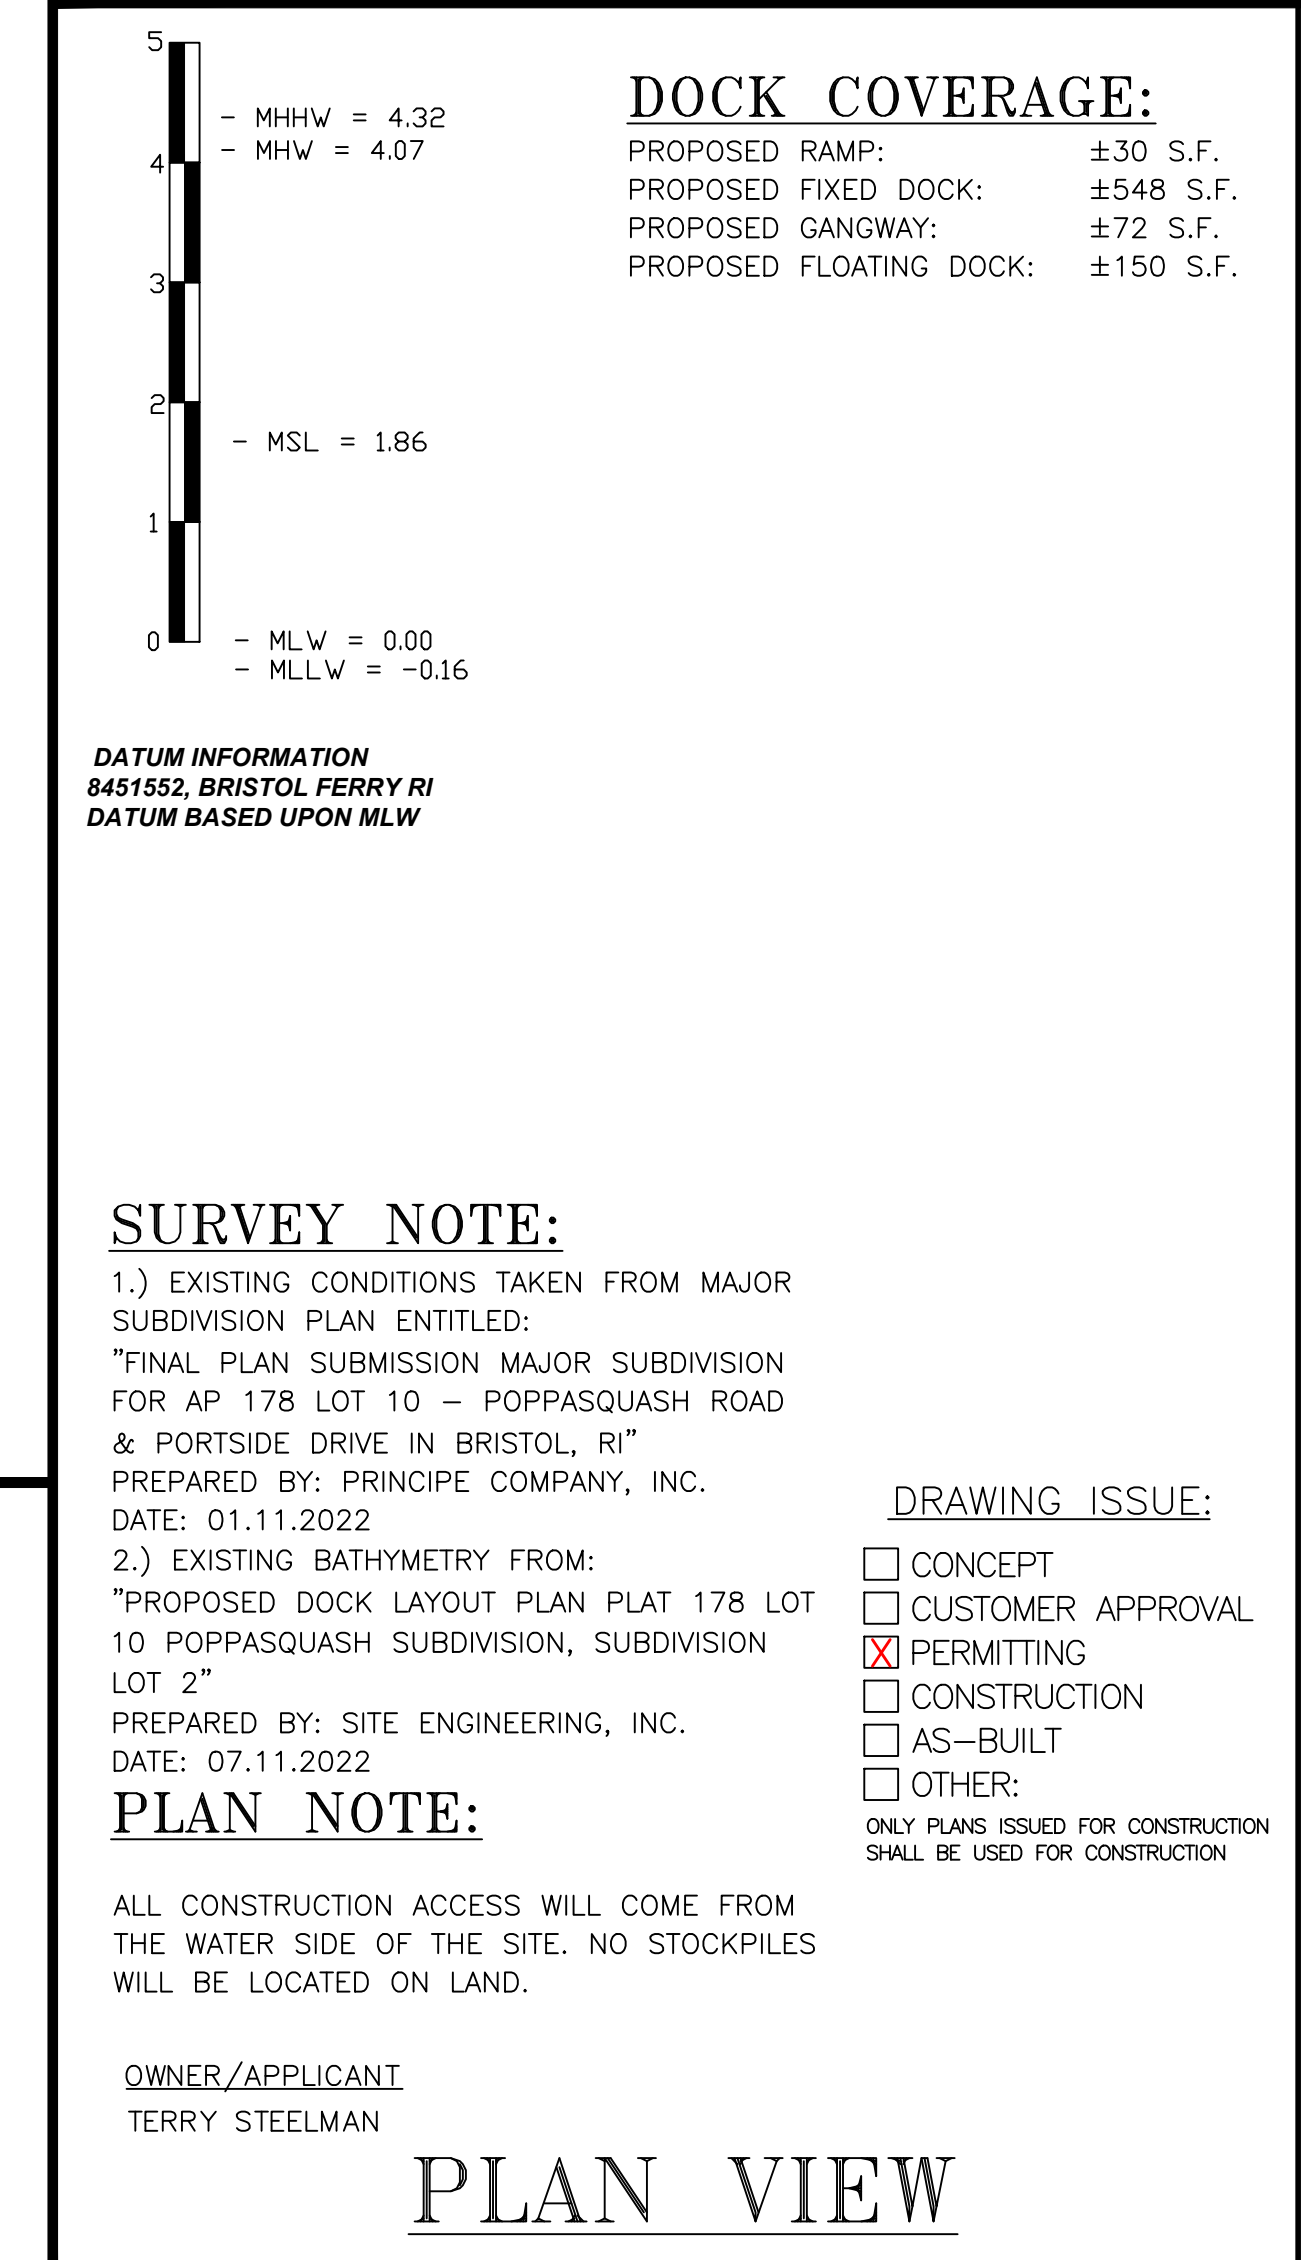 5
- MHHW = 4.32
- MHW = 4.07
4
3
2
- MSL = 1.86
1
0
- MLW = 0.00
- MLLW = -0.16
DATUM INFORMATION
8451552, BRISTOL FERRY RI
DATUM BASED UPON MLW
DOCK COVERAGE:
PROPOSED RAMP: ±30 S.F.
PROPOSED FIXED DOCK: ±548 S.F.
PROPOSED GANGWAY: ±72 S.F.
PROPOSED FLOATING DOCK: ±150 S.F.
SURVEY NOTE:
1.) EXISTING CONDITIONS TAKEN FROM MAJOR
SUBDIVISION PLAN ENTITLED:
"FINAL PLAN SUBMISSION MAJOR SUBDIVISION
FOR AP 178 LOT 10 – POPPASQUASH ROAD
& PORTSIDE DRIVE IN BRISTOL, RI"
PREPARED BY: PRINCIPE COMPANY, INC.
DATE: 01.11.2022
2.) EXISTING BATHYMETRY FROM:
"PROPOSED DOCK LAYOUT PLAN PLAT 178 LOT
10 POPPASQUASH SUBDIVISION, SUBDIVISION
LOT 2"
PREPARED BY: SITE ENGINEERING, INC.
DATE: 07.11.2022
PLAN NOTE:
ALL CONSTRUCTION ACCESS WILL COME FROM
THE WATER SIDE OF THE SITE. NO STOCKPILES
WILL BE LOCATED ON LAND.
DRAWING ISSUE:
CONCEPT
CUSTOMER APPROVAL
X PERMITTING
CONSTRUCTION
AS–BUILT
OTHER:
ONLY PLANS ISSUED FOR CONSTRUCTION
SHALL BE USED FOR CONSTRUCTION
OWNER/APPLICANT
TERRY STEELMAN
PLAN VIEW